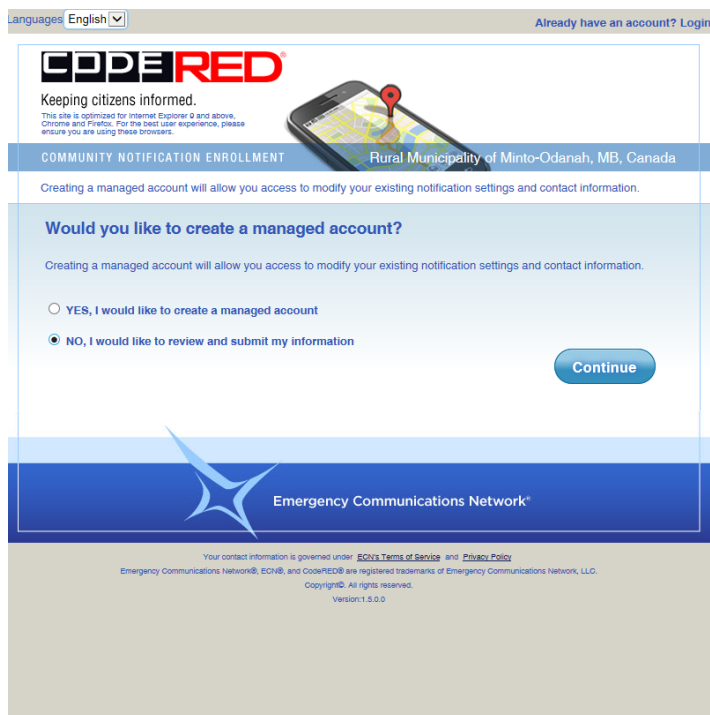 Languages English
Already have an account? Login
CODERED®
Keeping citizens informed.
This site is optimized for Internet Explorer 9 and above,
Chrome and Firefox. For the best user experience, please
ensure you are using these browsers.
COMMUNITY NOTIFICATION ENROLLMENT
Rural Municipality of Minto-Odanah, MB, Canada
Creating a managed account will allow you access to modify your existing notification settings and contact information.
Would you like to create a managed account?
Creating a managed account will allow you access to modify your existing notification settings and contact information.
YES, I would like to create a managed account
NO, I would like to review and submit my information
Continue
Emergency Communications Network®
Your contact information is governed under ECN's Terms of Service and Privacy Policy
Emergency Communications Network®, ECN®, and CodeRED® are registered trademarks of Emergency Communications Network, LLC.
Copyright©. All rights reserved.
Version:1.5.0.0